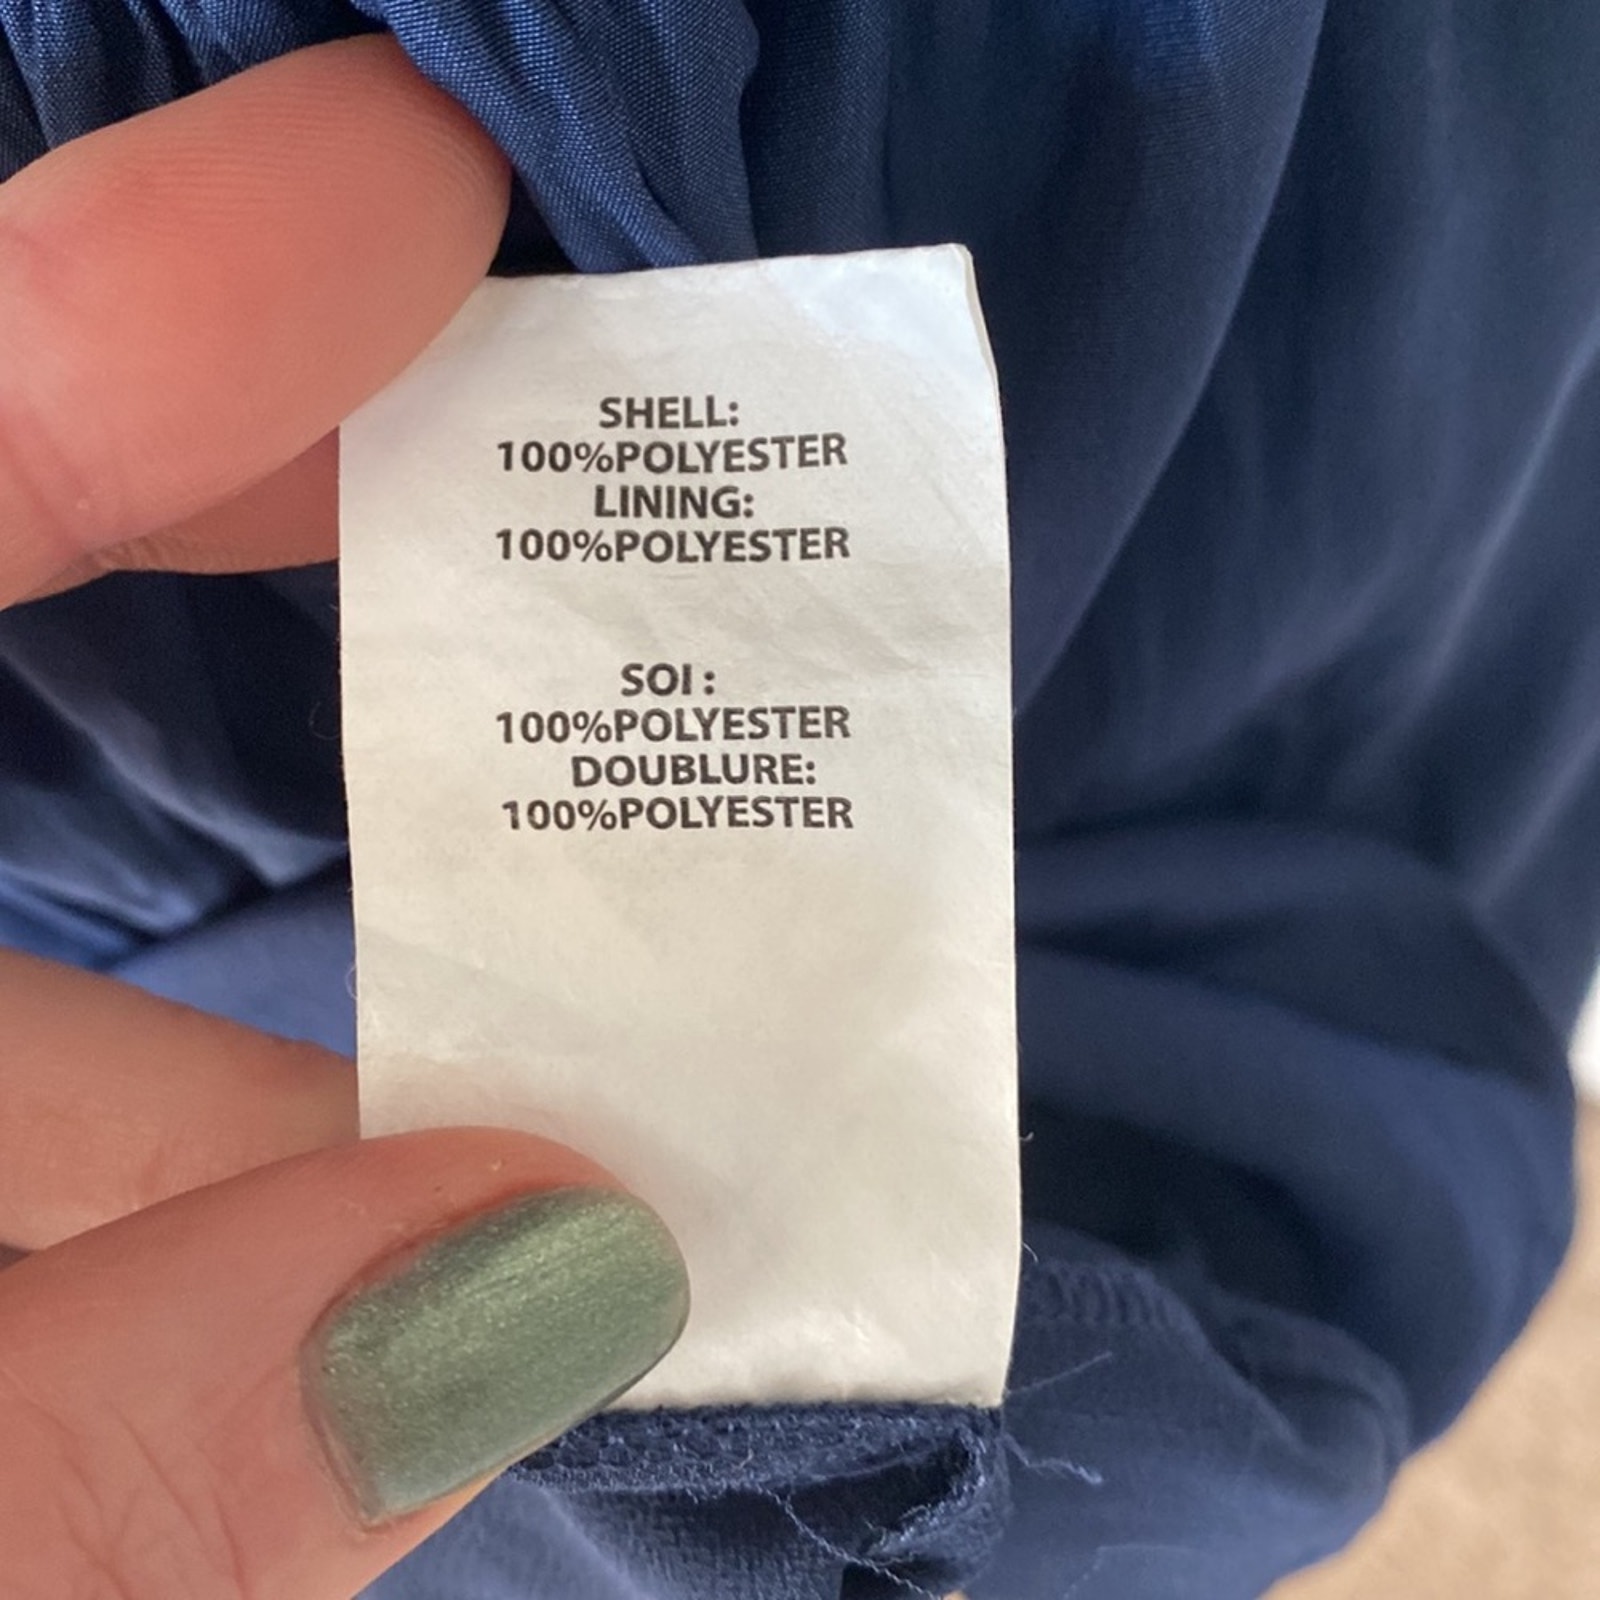 SHELL:
100%POLYESTER
LINING:
100%POLYESTER
SOI :
100%POLYESTER
DOUBLURE:
100%POLYESTER